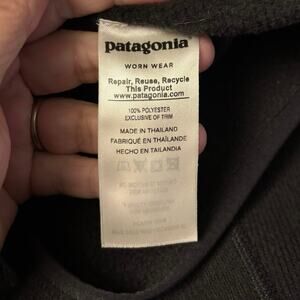 patagonia
WORN WEAR
Repair, Reuse, Recycle
This Product
www.patagonia.com
100% POLYESTER
EXCLUSIVE OF TRIM
MADE IN THAILAND
FABRIQUÉ EN THAÏLANDE
HECHO EN TAILANDIA